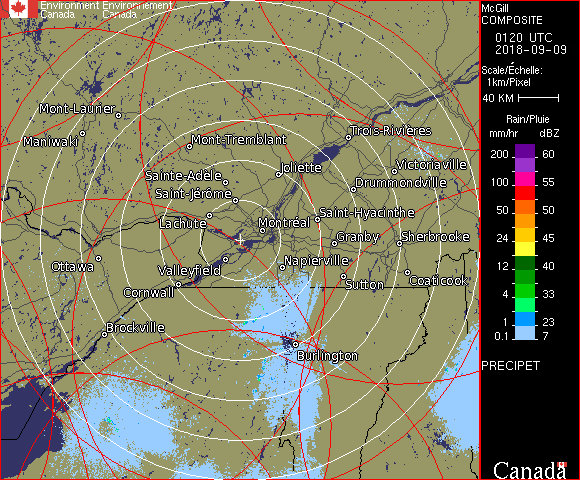 Environment Environnement
Canada Canada
McGill
COMPOSITE
0120 UTC
2018-09-09
Scale/Échelle:
1km/Pixel
40 KM
Rain/Pluie
mm/hr dBZ
200 60
150 57
100 55
50 50
24 45
12 40
4 33
1 23
0.1 7
PRECIPET
Canada
Mont-Laurier
Maniwaki
Mont-Tremblant
Trois-Rivières
Sainte-Adèle
Joliette
Victoriaville
Saint-Jérôme
Drummondville
Lachute
Montréal
Saint-Hyacinthe
Granby
Sherbrooke
Ottawa
Valleyfield
Napierville
Cornwall
Sutton
Coaticook
Brockville
Burlington